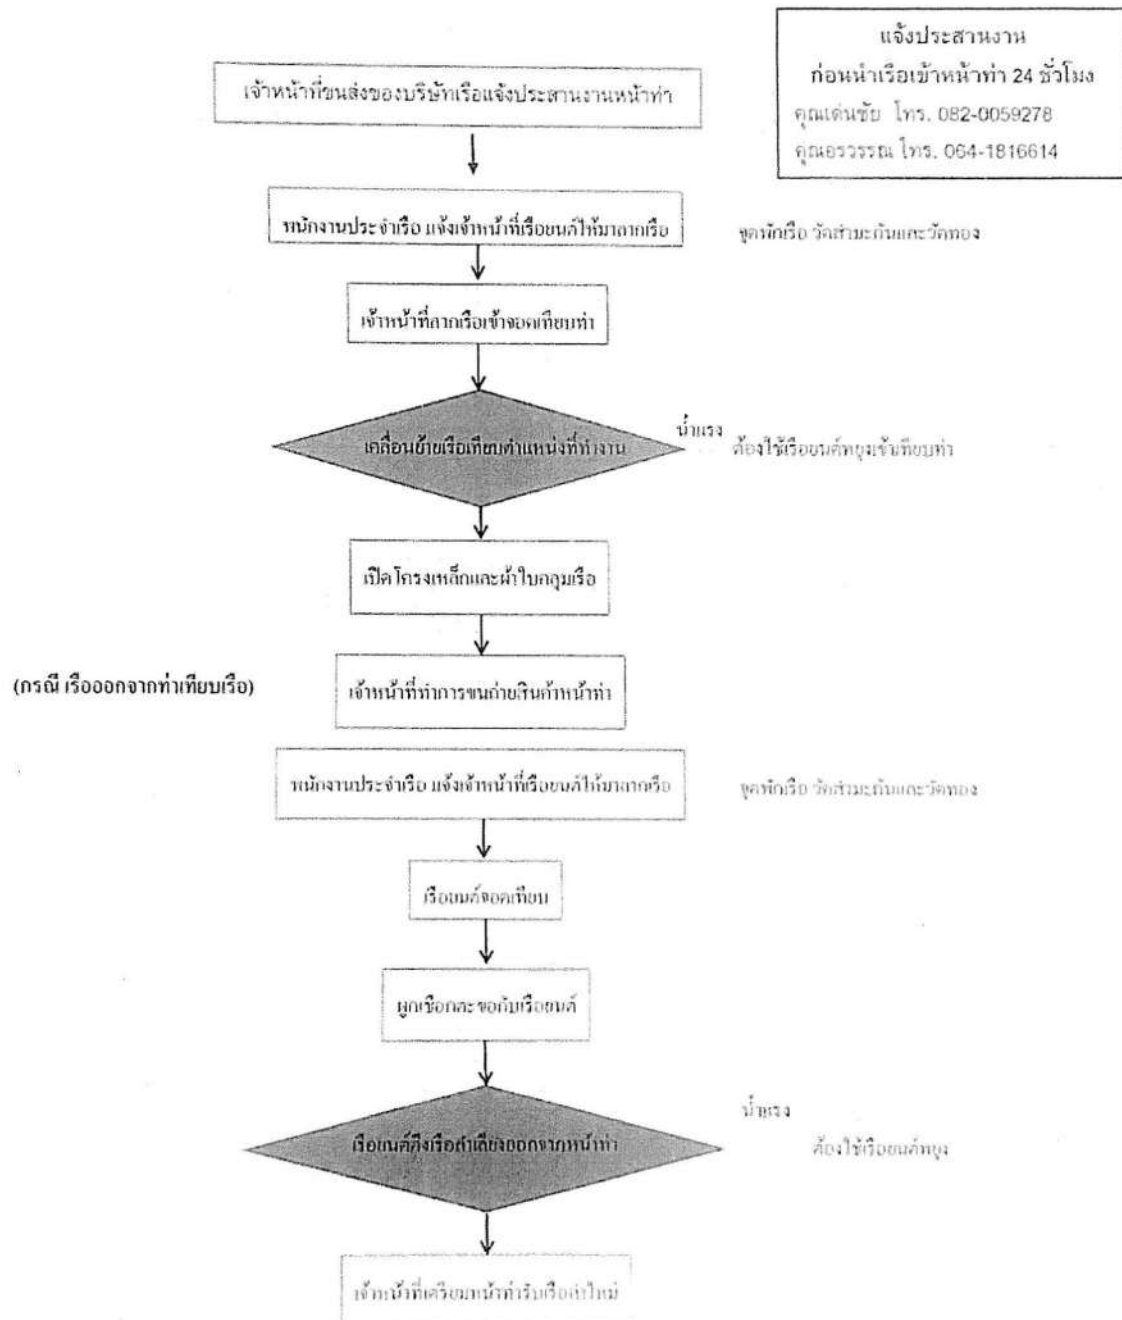 แจ้งประสานงาน
ก่อนนำเรือเข้าหน้าท่า 24 ชั่วโมง
คุณเด่นชัย โทร. 082-0059278
คุณอรวรรณ โทร. 064-1816614
เจ้าหน้าที่ขนส่งของบริษัทเรือแจ้งประสานงานหน้าท่า
พนักงานประจำเรือ แจ้งเจ้าหน้าที่เรือยนต์ให้มาลากเรือ
จุดพักเรือ วัดสำมะกันและวัดทอง
เจ้าหน้าที่ลากเรือเข้าจอดเทียบท่า
เคลื่อนย้ายเรือเทียบตำแหน่งที่ทำงาน
น้ำแรง
ต้องใช้เรือยนต์พยุงเข้าเทียบท่า
เปิดโครงเหล็กและผ้าใบคลุมเรือ
(กรณี เรือออกจากท่าเทียบเรือ)
เจ้าหน้าที่ทำการขนถ่ายสินค้าหน้าท่า
พนักงานประจำเรือ แจ้งเจ้าหน้าที่เรือยนต์ให้มาลากเรือ
จุดพักเรือ วัดสำมะกันและวัดทอง
เรือยนต์จอดเทียบ
ผูกเชือกละขอกับเรือยนต์
เรือยนต์ดึงเรือลำเลียงออกจากหน้าท่า
น้ำแรง
ต้องใช้เรือยนต์พยุง
เจ้าหน้าที่เตรียมหน้าท่ารับเรือลำใหม่